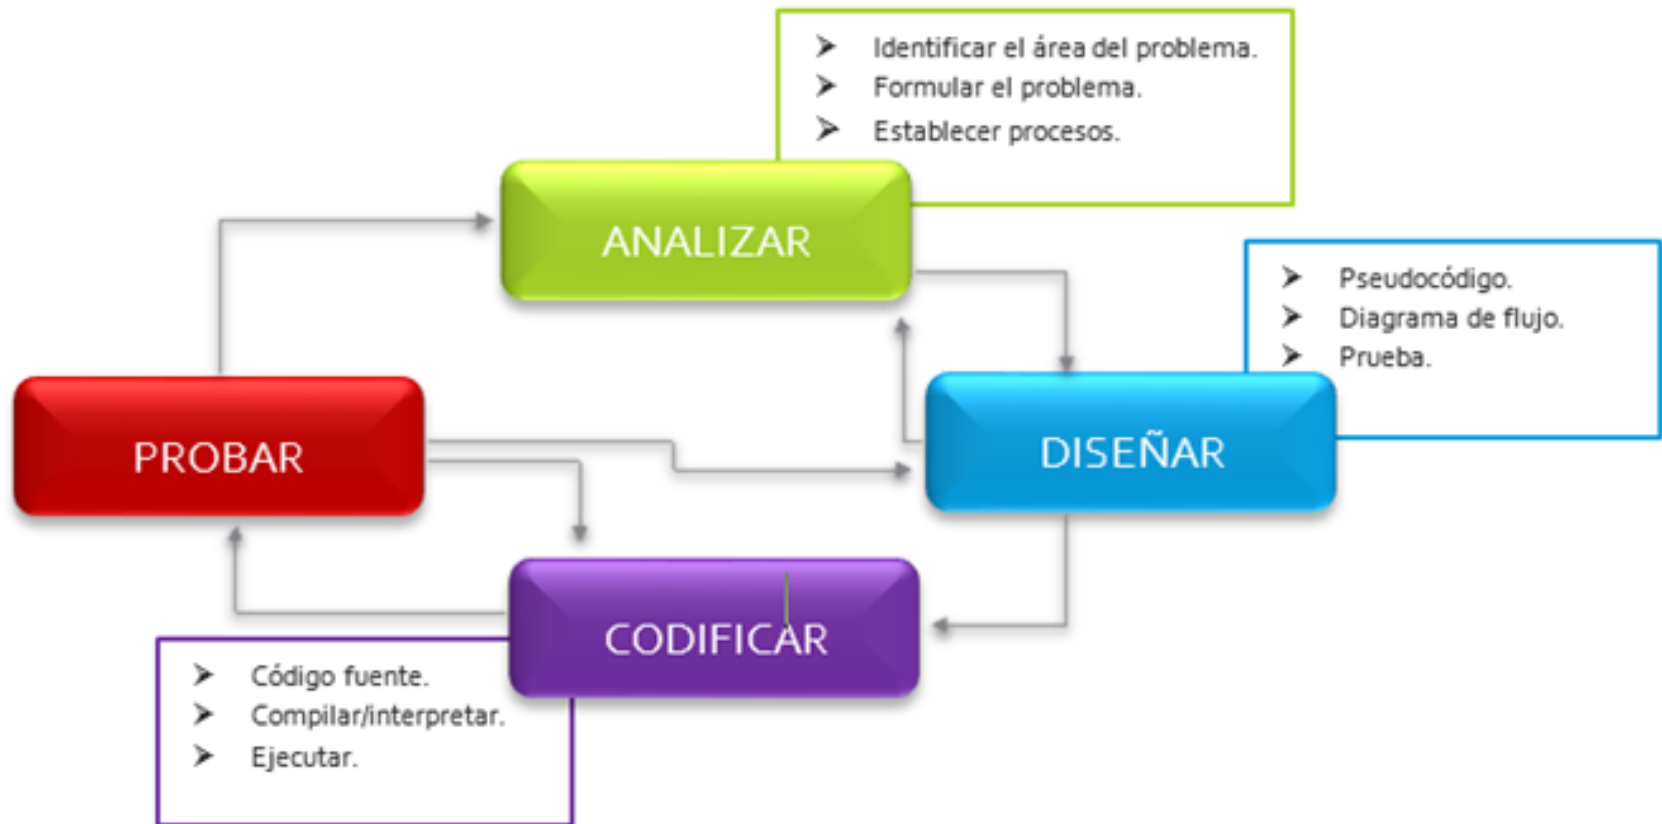 Identificar el área del problema.
Formular el problema.
Establecer procesos.
ANALIZAR
Pseudocódigo.
Diagrama de flujo.
Prueba.
DISEÑAR
PROBAR
CODIFICAR
Código fuente.
Compilar/interpretar.
Ejecutar.